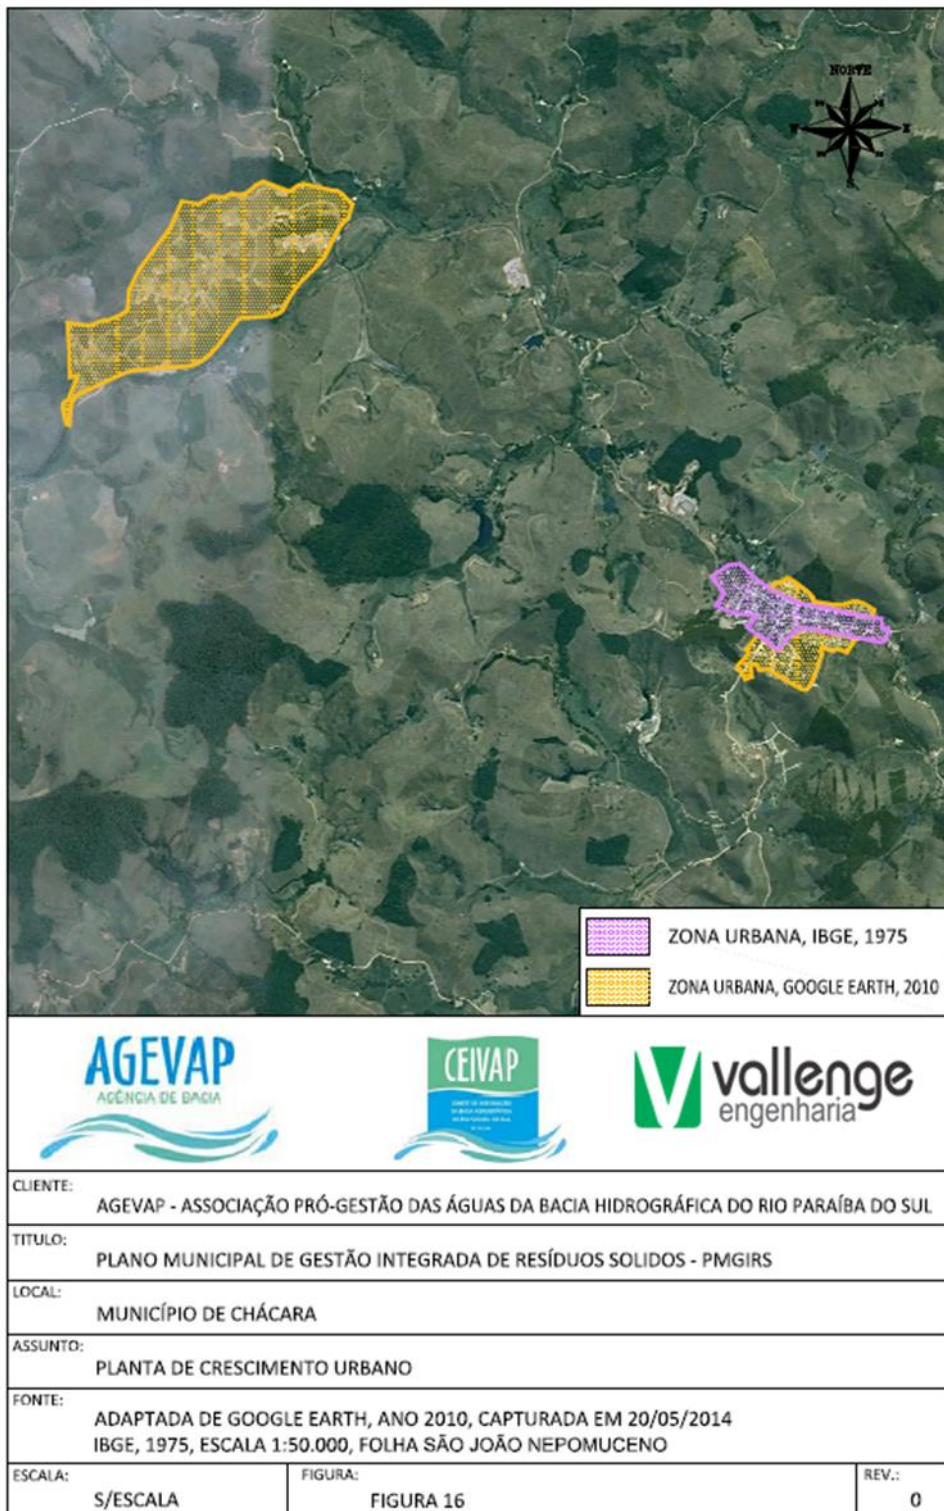 NORTE
E
S
ZONA URBANA, IBGE, 1975
ZONA URBANA, GOOGLE EARTH, 2010
AGEVAP
AGÊNCIA DE BACIA
CEIVAP
vallenge
engenharia
CLIENTE:
AGEVAP - ASSOCIAÇÃO PRÓ-GESTÃO DAS ÁGUAS DA BACIA HIDROGRÁFICA DO RIO PARAÍBA DO SUL
TITULO:
PLANO MUNICIPAL DE GESTÃO INTEGRADA DE RESÍDUOS SOLIDOS - PMGIRS
LOCAL:
MUNICÍPIO DE CHÁCARA
ASSUNTO:
PLANTA DE CRESCIMENTO URBANO
FONTE:
ADAPTADA DE GOOGLE EARTH, ANO 2010, CAPTURADA EM 20/05/2014
IBGE, 1975, ESCALA 1:50.000, FOLHA SÃO JOÃO NEPOMUCENO
ESCALA:
S/ESCALA
FIGURA:
FIGURA 16
REV.:
0